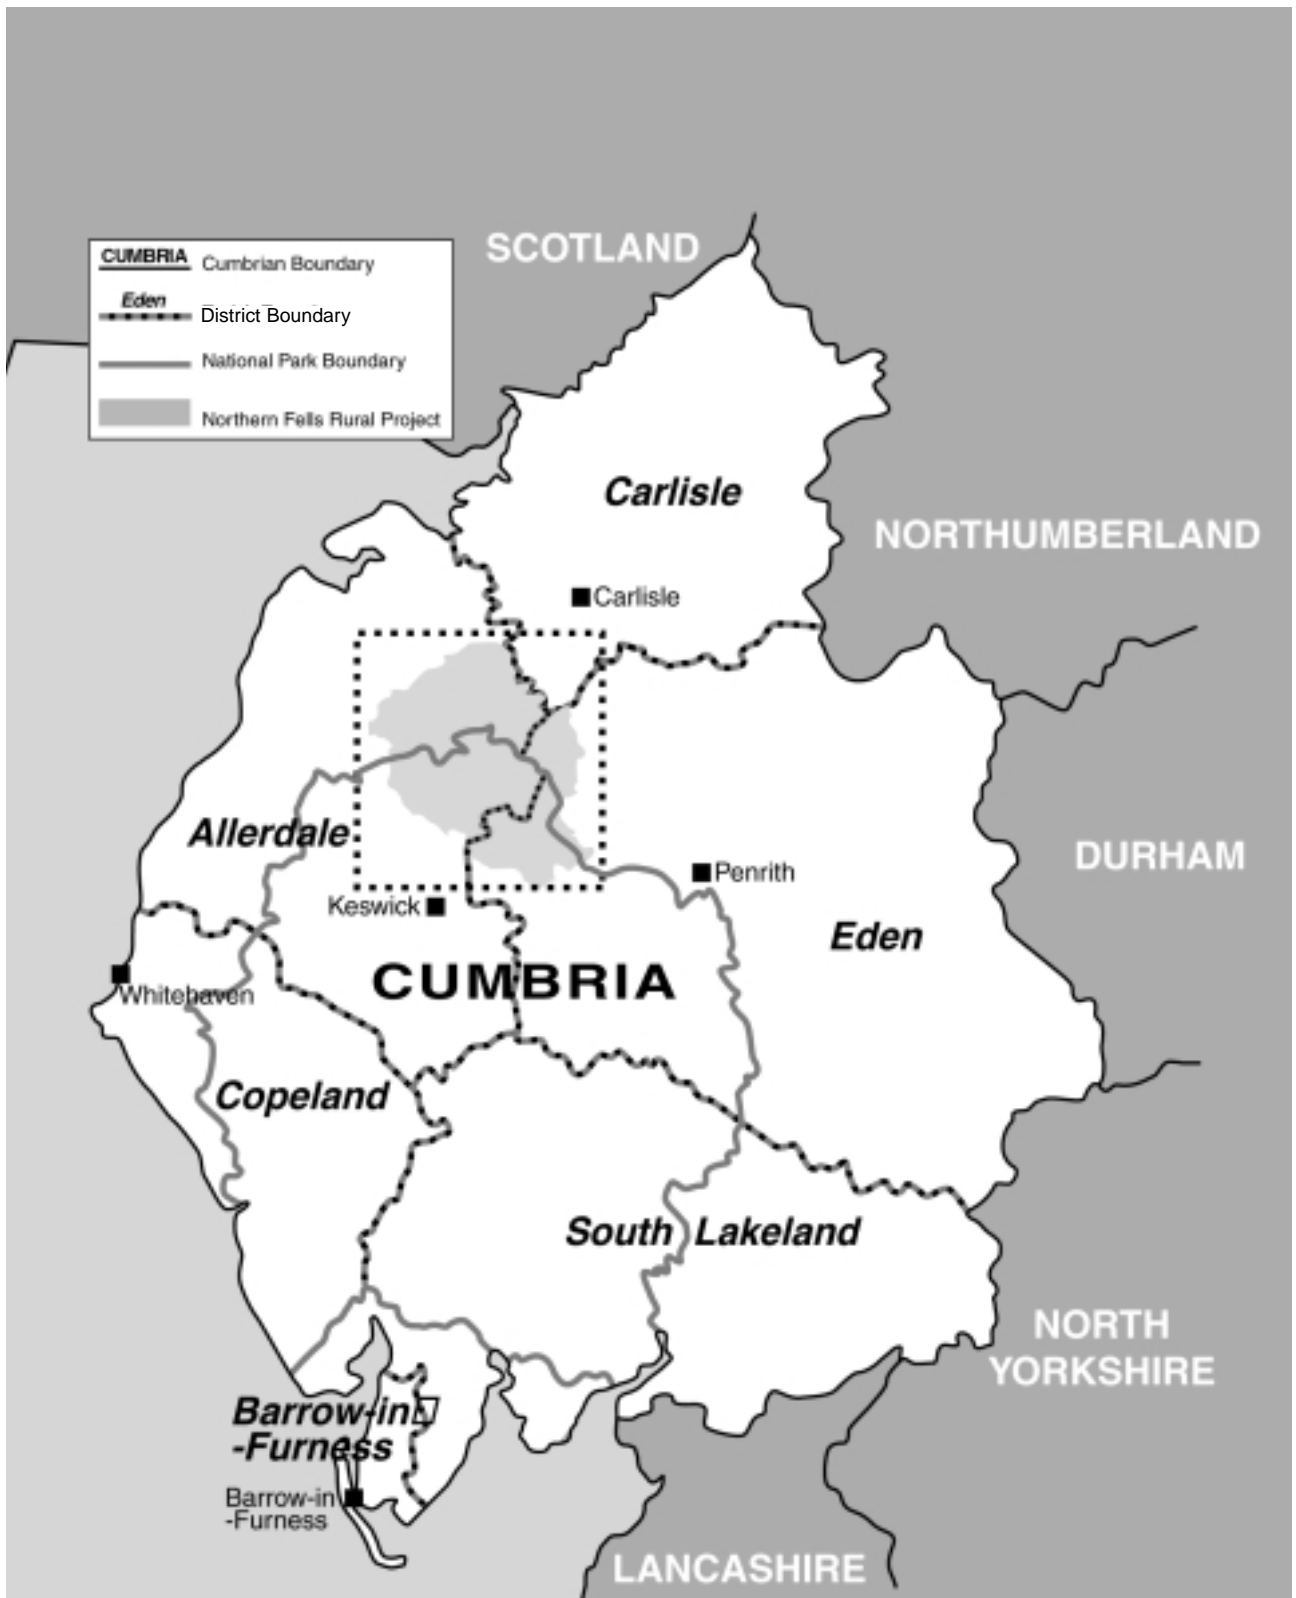 SCOTLAND
CUMBRIA
Cumbrian Boundary
Eden
District Boundary
National Park Boundary
Northern Fells Rural Project
Carlisle
NORTHUMBERLAND
Carlisle
Allerdale
DURHAM
Penrith
Keswick
Eden
CUMBRIA
Whitehaven
Copeland
South Lakeland
NORTH
YORKSHIRE
Barrow-in
-Furness
Barrow-in
-Furness
LANCASHIRE